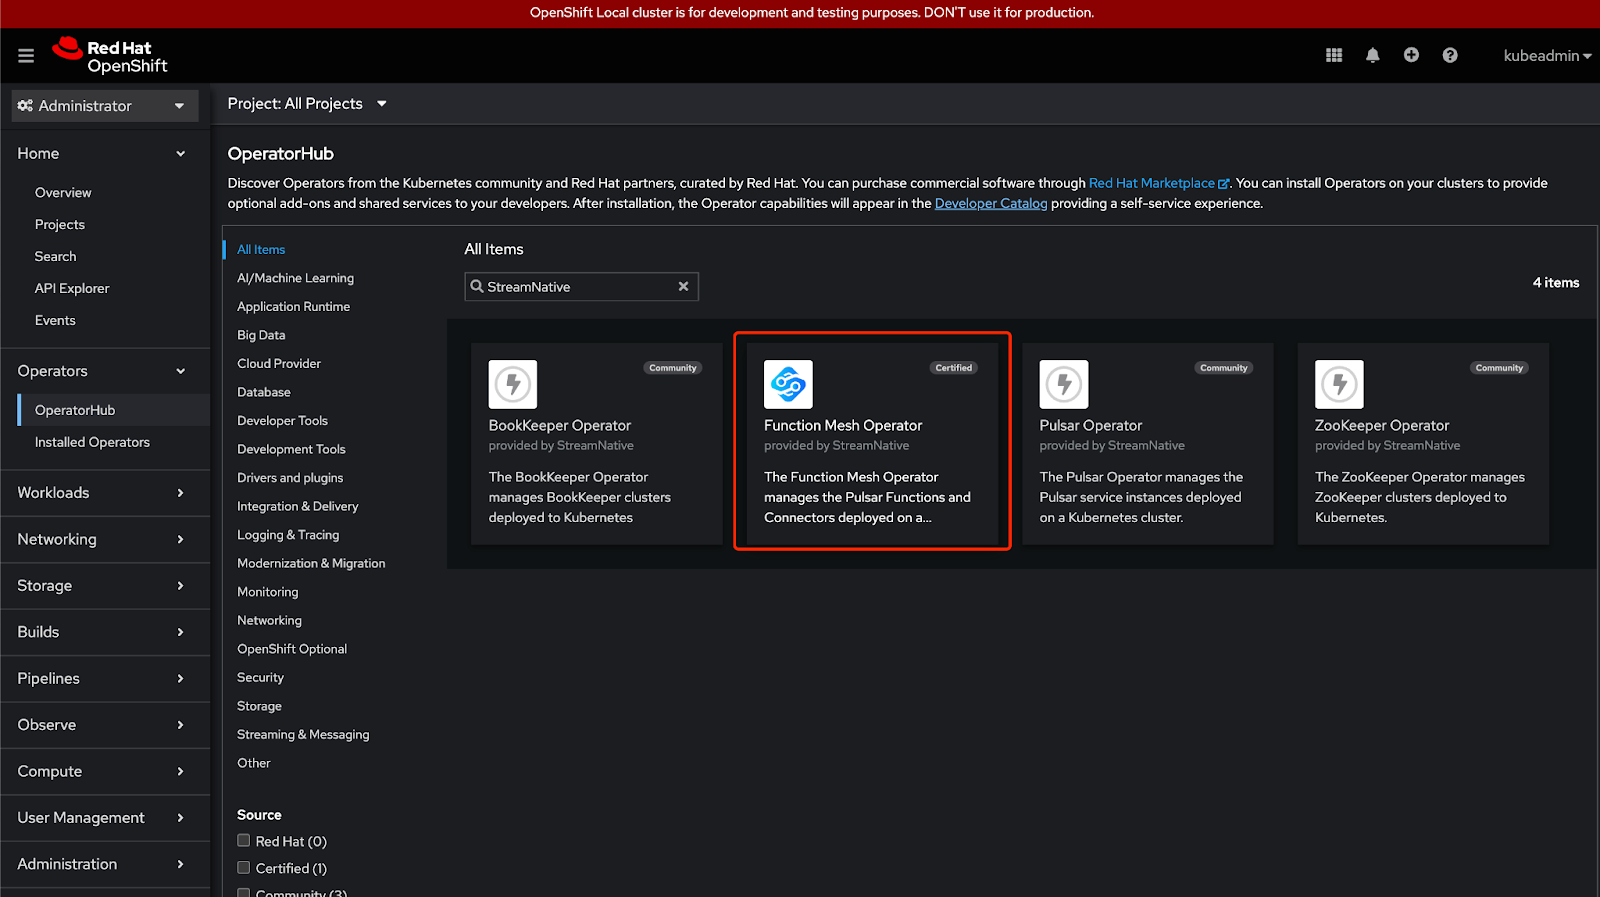 OpenShift Local cluster is for development and testing purposes. DON'T use it for production.
Red Hat
OpenShift
kubeadmin
Administrator
Project: All Projects
Home
Overview
Projects
Search
API Explorer
Events
Operators
OperatorHub
Installed Operators
Workloads
Networking
Storage
Builds
Pipelines
Observe
Compute
User Management
Administration
OperatorHub
Discover Operators from the Kubernetes community and Red Hat partners, curated by Red Hat. You can purchase commercial software through Red Hat Marketplace. You can install Operators on your clusters to provide
optional add-ons and shared services to your developers. After installation, the Operator capabilities will appear in the Developer Catalog providing a self-service experience.
All Items
AI/Machine Learning
Application Runtime
Big Data
Cloud Provider
Database
Developer Tools
Development Tools
Drivers and plugins
Integration & Delivery
Logging & Tracing
Modernization & Migration
Monitoring
Networking
OpenShift Optional
Security
Storage
Streaming & Messaging
Other
Source
Red Hat (0)
Certified (1)
Community (3)
All Items
StreamNative
4 items
Community
BookKeeper Operator
provided by StreamNative
The BookKeeper Operator
manages BookKeeper clusters
deployed to Kubernetes
Certified
Function Mesh Operator
provided by StreamNative
The Function Mesh Operator
manages the Pulsar Functions and
Connectors deployed on a...
Community
Pulsar Operator
provided by StreamNative
The Pulsar Operator manages the
Pulsar service instances deployed
on a Kubernetes cluster.
Community
ZooKeeper Operator
provided by StreamNative
The ZooKeeper Operator manages
ZooKeeper clusters deployed to
Kubernetes.